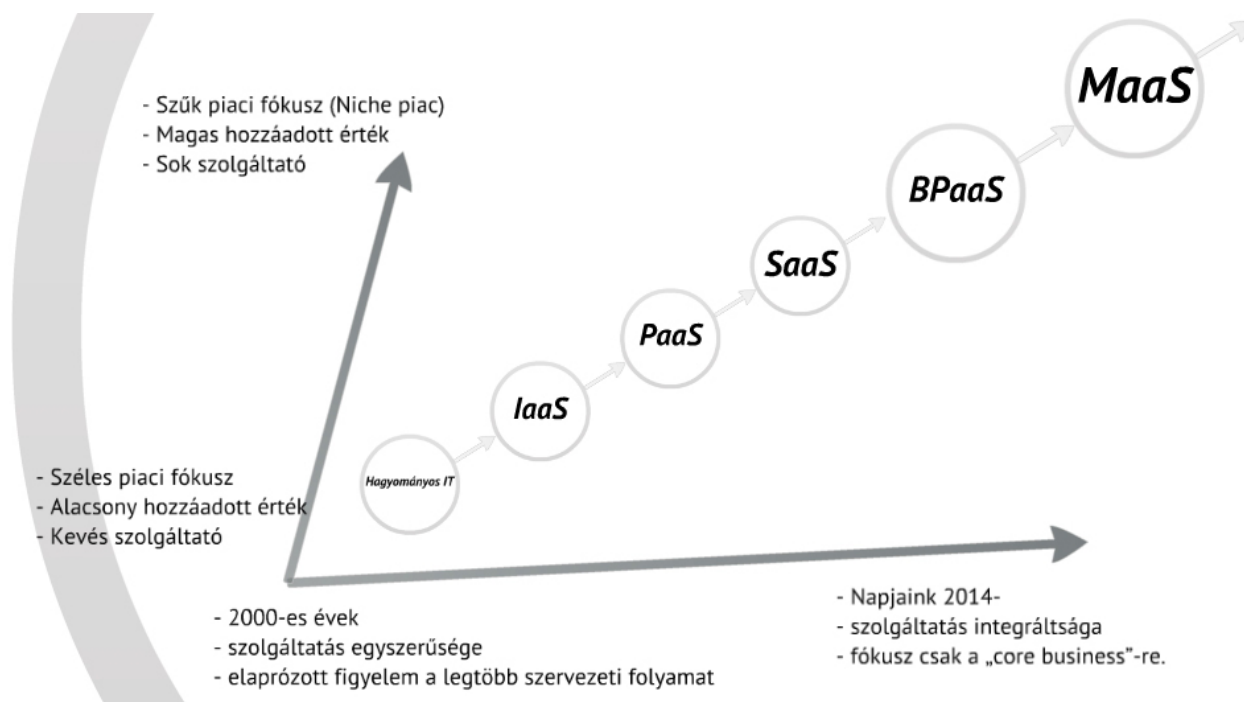 - Szűk piaci fókusz (Niche piac)
- Magas hozzáadott érték
- Sok szolgáltató
MaaS
BPaaS
SaaS
PaaS
IaaS
Hagyományos IT
- Széles piaci fókusz
- Alacsony hozzáadott érték
- Kevés szolgáltató
- 2000-es évek
- szolgáltatás egyszerűsége
- elaprózott figyelem a legtöbb szervezeti folyamat
- Napjaink 2014-
- szolgáltatás integráltsága
- fókusz csak a „core business”-re.